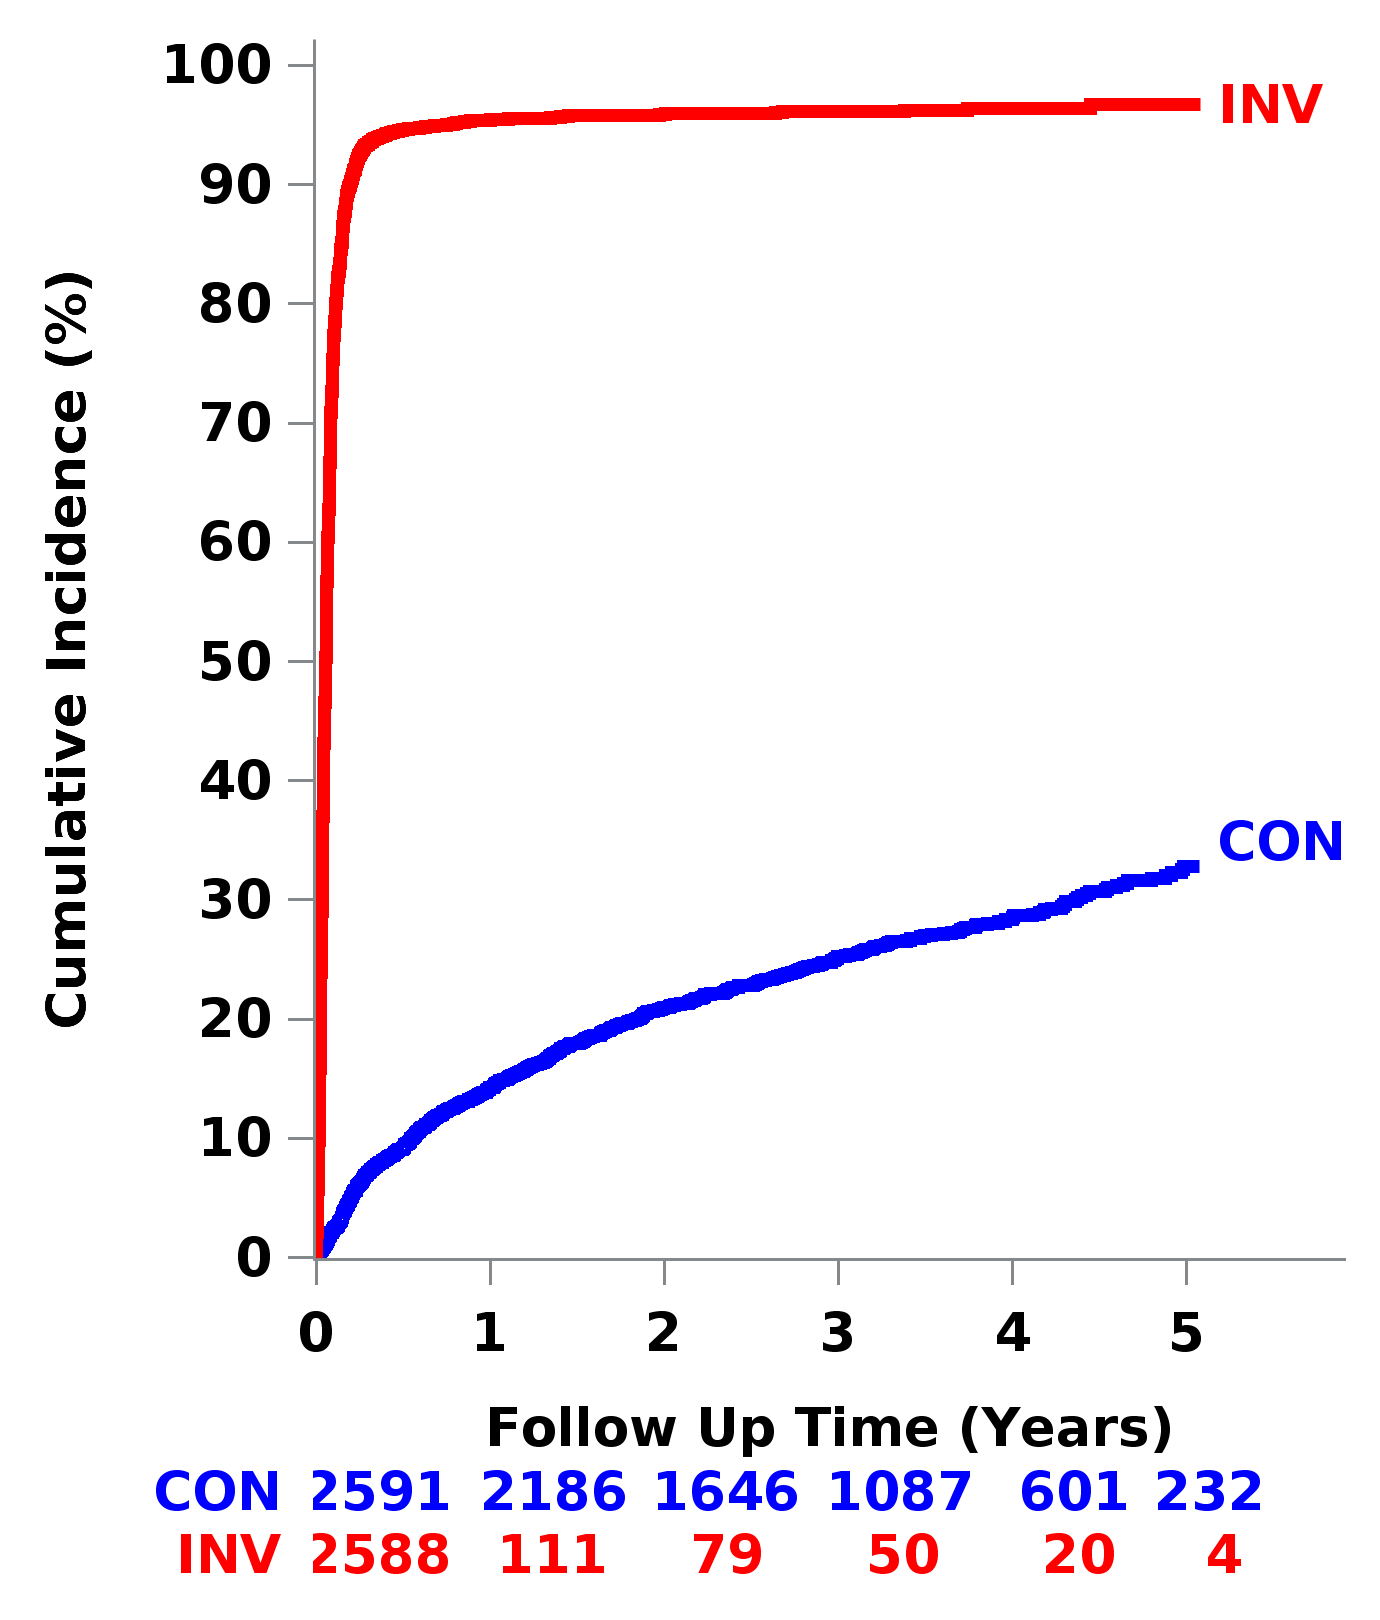 100
INV
90
80
70
60
50
40
CON
30
20
10
0
Cumulative Incidence (%)
0 1 2 3 4 5
Follow Up Time (Years)
CON 2591 2186 1646 1087 601 232
INV 2588 111 79 50 20 4